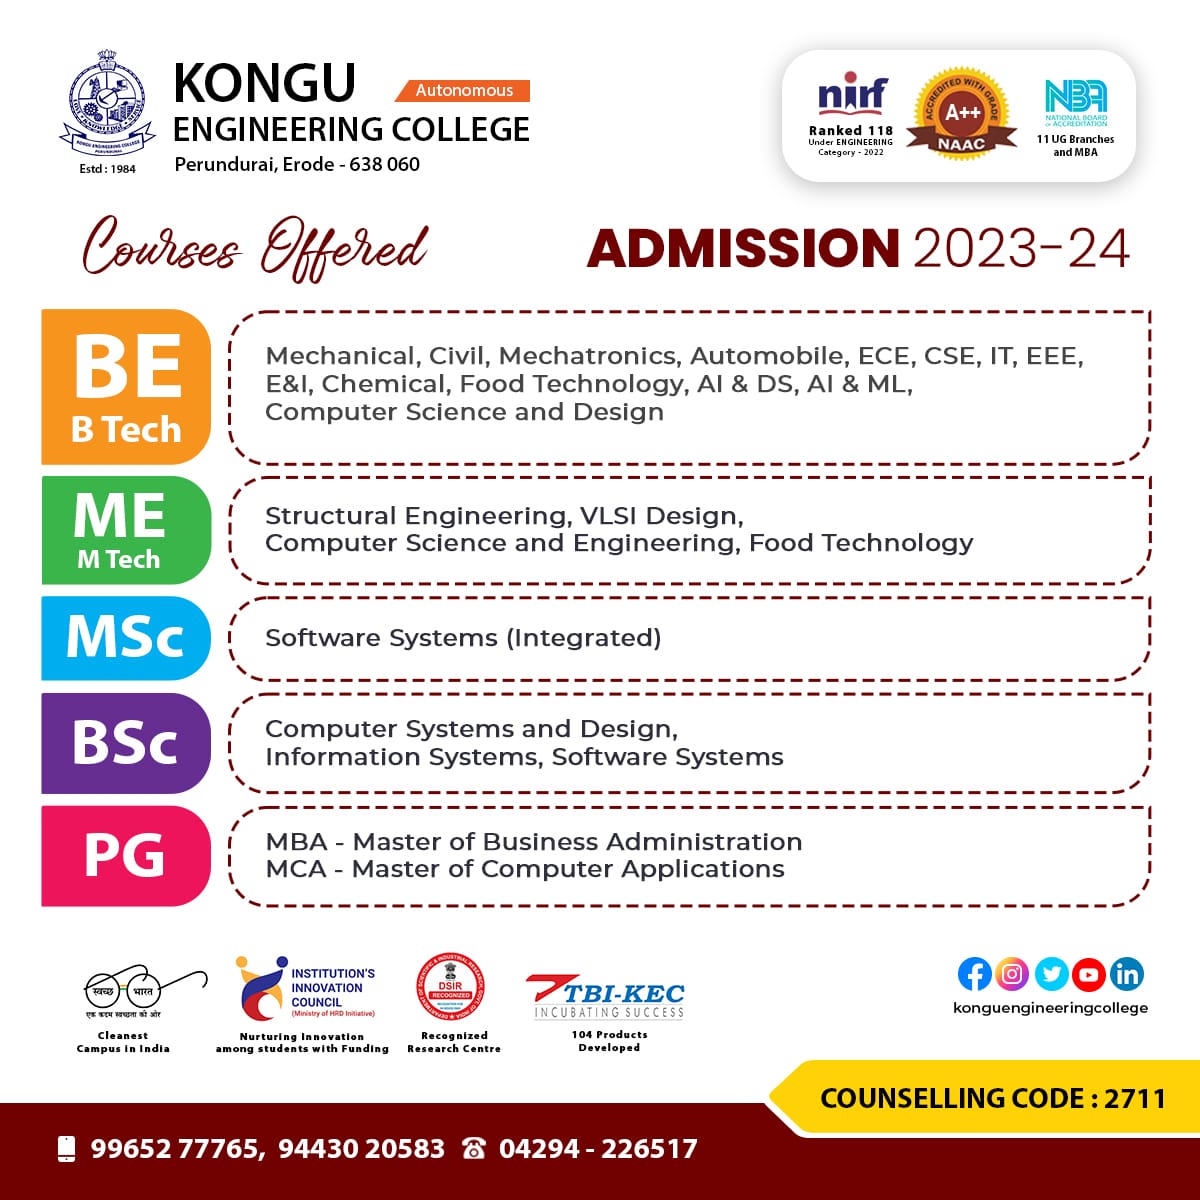 KONGU
Autonomous
ENGINEERING COLLEGE
Perundurai, Erode - 638 060
KONGU ENGINEERING COLLEGE
PERUNDURAI
Estd : 1984
nirf
Ranked 118
Under ENGINEERING
Category - 2022
ACCREDITED WITH GRADE
A++
NAAC
NBA
NATIONAL BOARD
OF ACCREDITATION
11 UG Branches
and MBA
Courses Offered
ADMISSION 2023-24
BE
B Tech
Mechanical, Civil, Mechatronics, Automobile, ECE, CSE, IT, EEE,
E&I, Chemical, Food Technology, AI & DS, AI & ML,
Computer Science and Design
ME
M Tech
Structural Engineering, VLSI Design,
Computer Science and Engineering, Food Technology
MSc
Software Systems (Integrated)
BSc
Computer Systems and Design,
Information Systems, Software Systems
PG
MBA - Master of Business Administration
MCA - Master of Computer Applications
स्वच्छ भारत
एक कदम स्वच्छता की ओर
Cleanest
Campus in India
INSTITUTION'S
INNOVATION
COUNCIL
(Ministry of HRD Initiative)
Nurturing Innovation
among students with Funding
DSIR
RECOGNIZED
Recognized
Research Centre
TBI-KEC
INCUBATING SUCCESS
104 Products
Developed
konguengineeringcollege
COUNSELLING CODE : 2711
99652 77765, 94430 20583
04294 - 226517